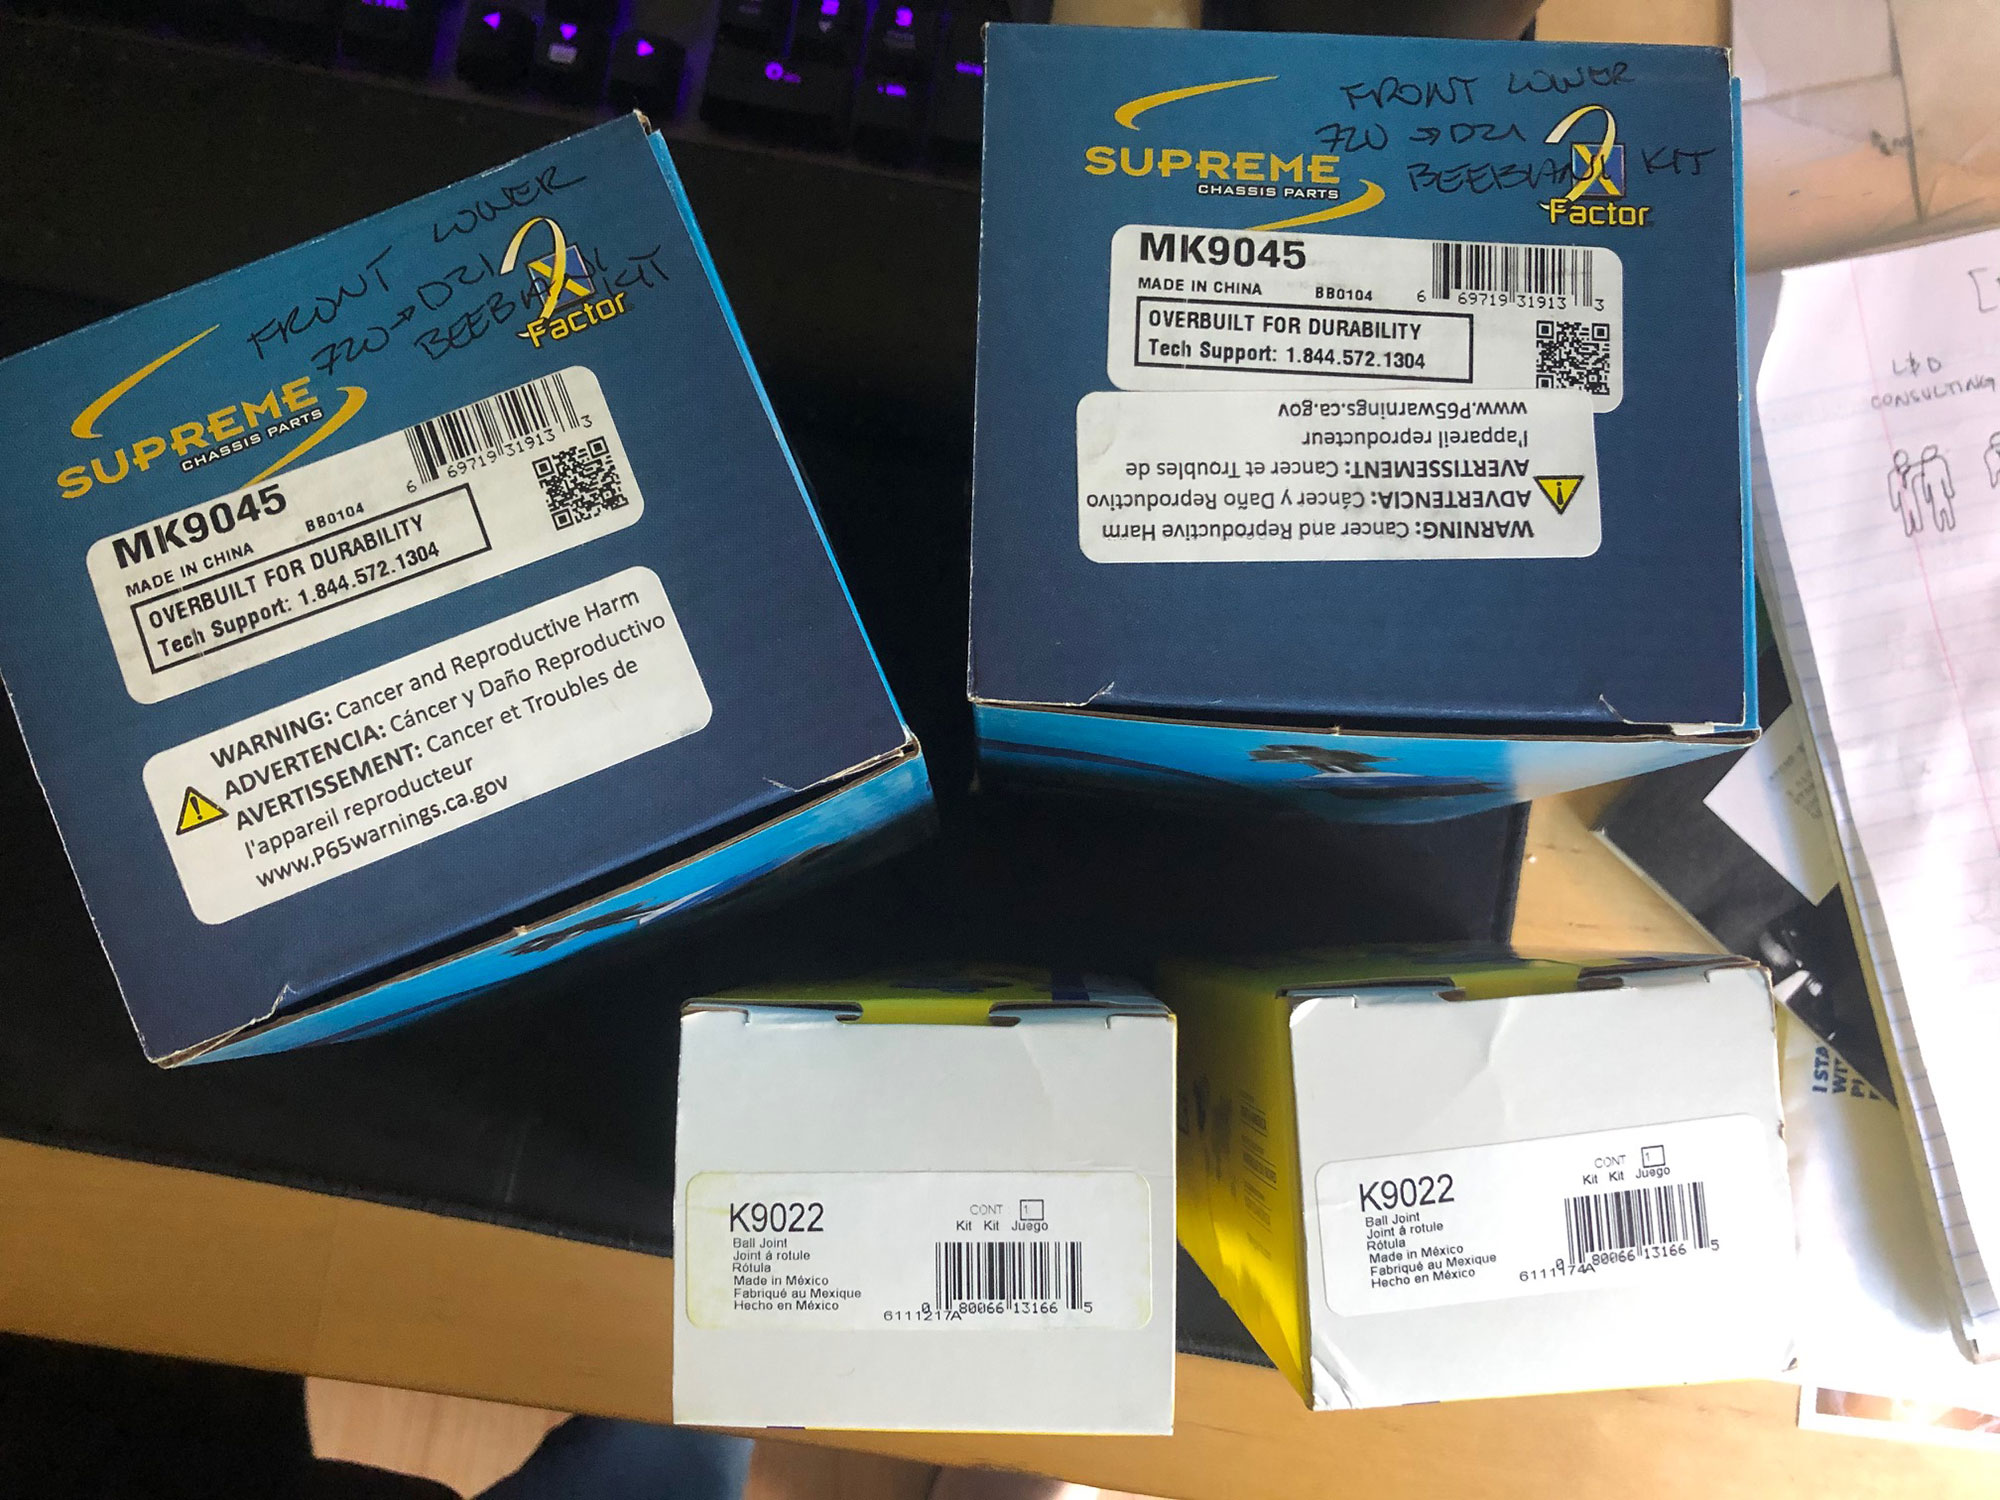 FRONT LOWER
720 → D21
BEEBANI KIT
SUPREME
CHASSIS PARTS
X
Factor
MK9045
MADE IN CHINA BB0104
6 69719 31913 3
OVERBUILT FOR DURABILITY
Tech Support: 1.844.572.1304
WARNING: Cancer and Reproductive Harm
ADVERTENCIA: Cáncer y Daño Reproductivo
AVERTISSEMENT: Cancer et Troubles de
l'appareil reproducteur
www.P65warnings.ca.gov
FRONT LOWER
720 → D21
BEEBANI KIT
SUPREME
CHASSIS PARTS
X
Factor
MK9045
MADE IN CHINA BB0104
6 69719 31913 3
OVERBUILT FOR DURABILITY
Tech Support: 1.844.572.1304
WARNING: Cancer and Reproductive Harm
ADVERTENCIA: Cáncer y Daño Reproductivo
AVERTISSEMENT: Cancer et Troubles de
l'appareil reproducteur
www.P65warnings.ca.gov
L&D
CONSULTING
K9022
CONT 1
Kit Kit Juego
Ball Joint
Joint á rotule
Rótula
Made in México
Fabriqué au Mexique
Hecho en México
6111217A
0 80066 13166 5
K9022
CONT 1
Kit Kit Juego
Ball Joint
Joint á rotule
Rótula
Made in México
Fabriqué au Mexique
Hecho en México
6111174A
0 80066 13166 5
I STA
WIT